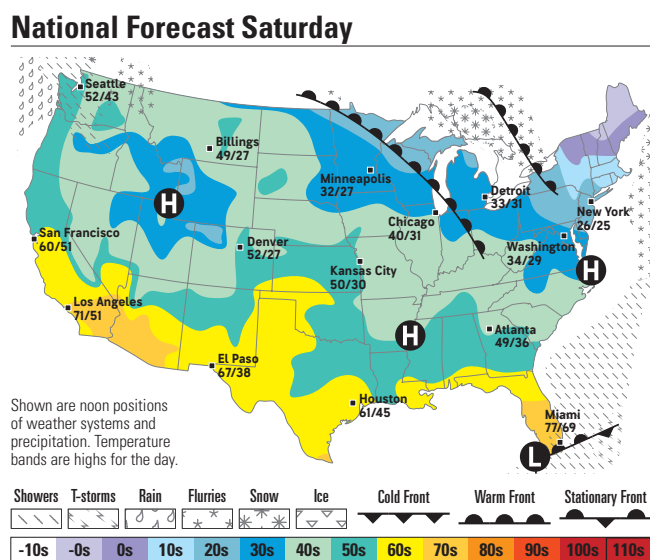 National Forecast Saturday
Seattle
52/43
Billings
49/27
Minneapolis
32/27
Detroit
33/31
New York
26/25
Chicago
40/31
Washington
34/29
H
San Francisco
60/51
Denver
52/27
Kansas City
50/30
H
Los Angeles
71/51
H
Atlanta
49/36
El Paso
67/38
Houston
61/45
Miami
77/69
L
Shown are noon positions
of weather systems and
precipitation. Temperature
bands are highs for the day.
Showers T-storms Rain Flurries Snow Ice Cold Front Warm Front Stationary Front
-10s -0s 0s 10s 20s 30s 40s 50s 60s 70s 80s 90s 100s 110s